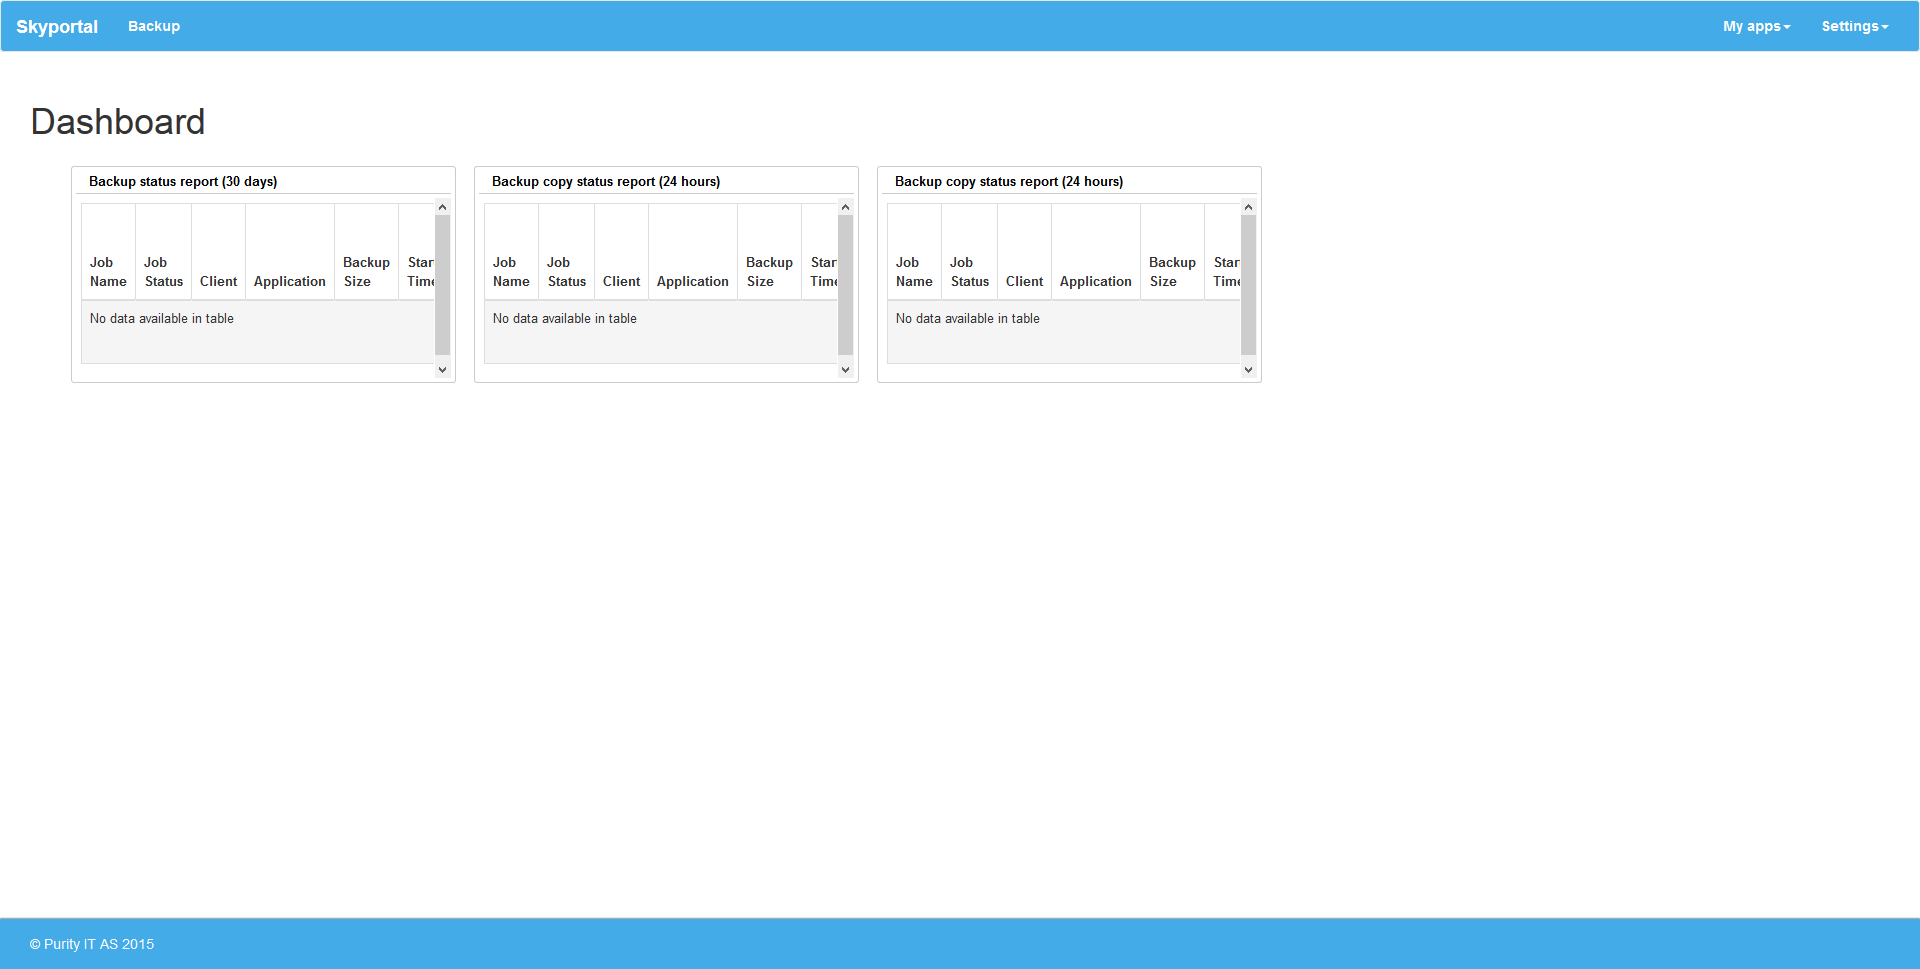 Skyportal Backup My apps Settings
Dashboard
Backup status report (30 days)
Job Name Job Status Client Application Backup Size Star Time
No data available in table
Backup copy status report (24 hours)
Job Name Job Status Client Application Backup Size Star Time
No data available in table
Backup copy status report (24 hours)
Job Name Job Status Client Application Backup Size Star Time
No data available in table
© Purity IT AS 2015